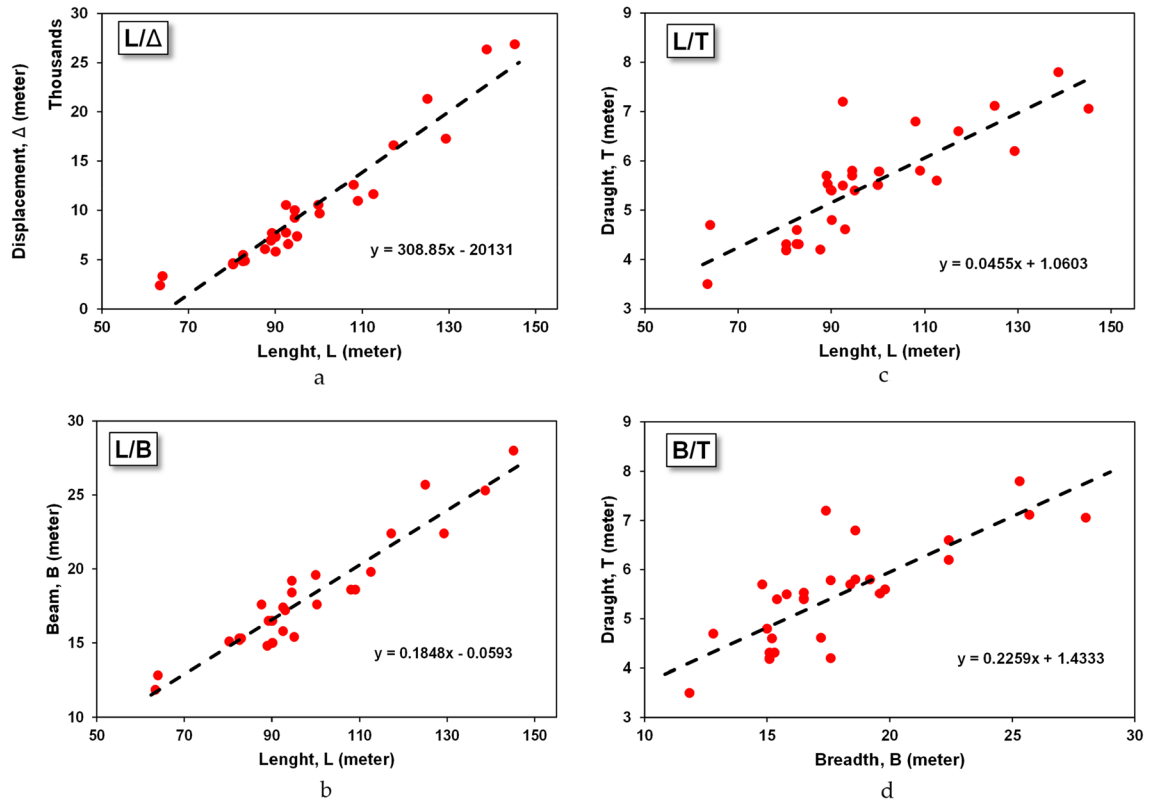 L/Δ
Displacement, Δ (meter)
Thousands
30
25
20
15
10
5
0
50 70 90 110 130 150
y = 308.85x - 20131
Lenght, L (meter)
a
L/T
Draught, T (meter)
9
8
7
6
5
4
3
50 70 90 110 130 150
y = 0.0455x + 1.0603
Lenght, L (meter)
c
L/B
Beam, B (meter)
30
25
20
15
10
50 70 90 110 130 150
y = 0.1848x - 0.0593
Lenght, L (meter)
b
B/T
Draught, T (meter)
9
8
7
6
5
4
3
10 15 20 25 30
y = 0.2259x + 1.4333
Breadth, B (meter)
d